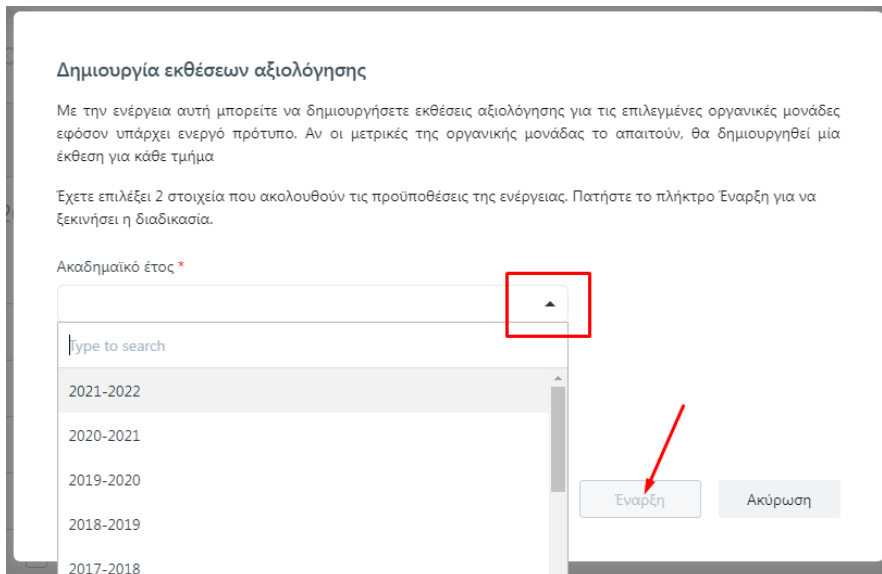 Δημιουργία εκθέσεων αξιολόγησης
Με την ενέργεια αυτή μπορείτε να δημιουργήσετε εκθέσεις αξιολόγησης για τις επιλεγμένες οργανικές μονάδες
εφόσον υπάρχει ενεργό πρότυπο. Αν οι μετρικές της οργανικής μονάδας το απαιτούν, θα δημιουργηθεί μία
έκθεση για κάθε τμήμα
Έχετε επιλέξει 2 στοιχεία που ακολουθούν τις προϋποθέσεις της ενέργειας. Πατήστε το πλήκτρο Έναρξη για να
ξεκινήσει η διαδικασία.
Ακαδημαϊκό έτος *
Type to search
2021-2022
2020-2021
2019-2020
2018-2019
2017-2018
Έναρξη
Ακύρωση